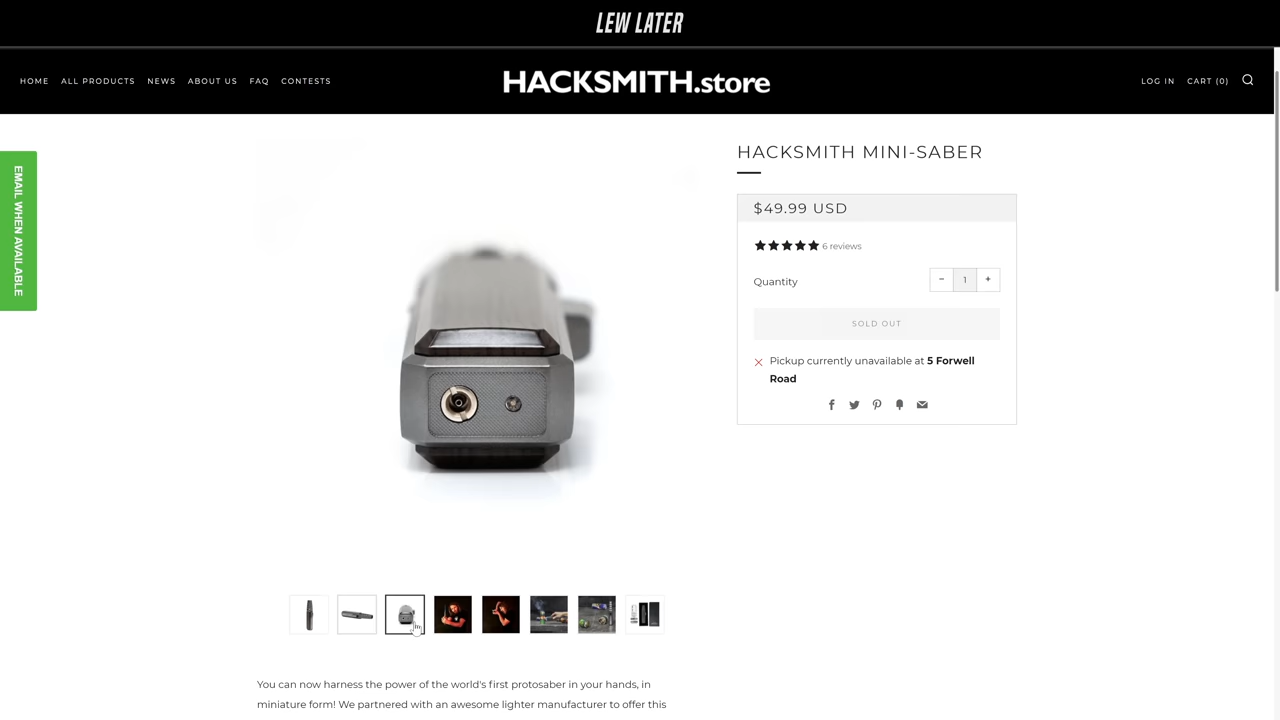 LEW LATER
HOME ALL PRODUCTS NEWS ABOUT US FAQ CONTESTS
HACKSMITH.store
LOG IN CART (0)
EMAIL WHEN AVAILABLE
HACKSMITH MINI-SABER
$49.99 USD
6 reviews
Quantity
− 1 +
SOLD OUT
Pickup currently unavailable at 5 Forwell
Road
You can now harness the power of the world's first protosaber in your hands, in
miniature form! We partnered with an awesome lighter manufacturer to offer this